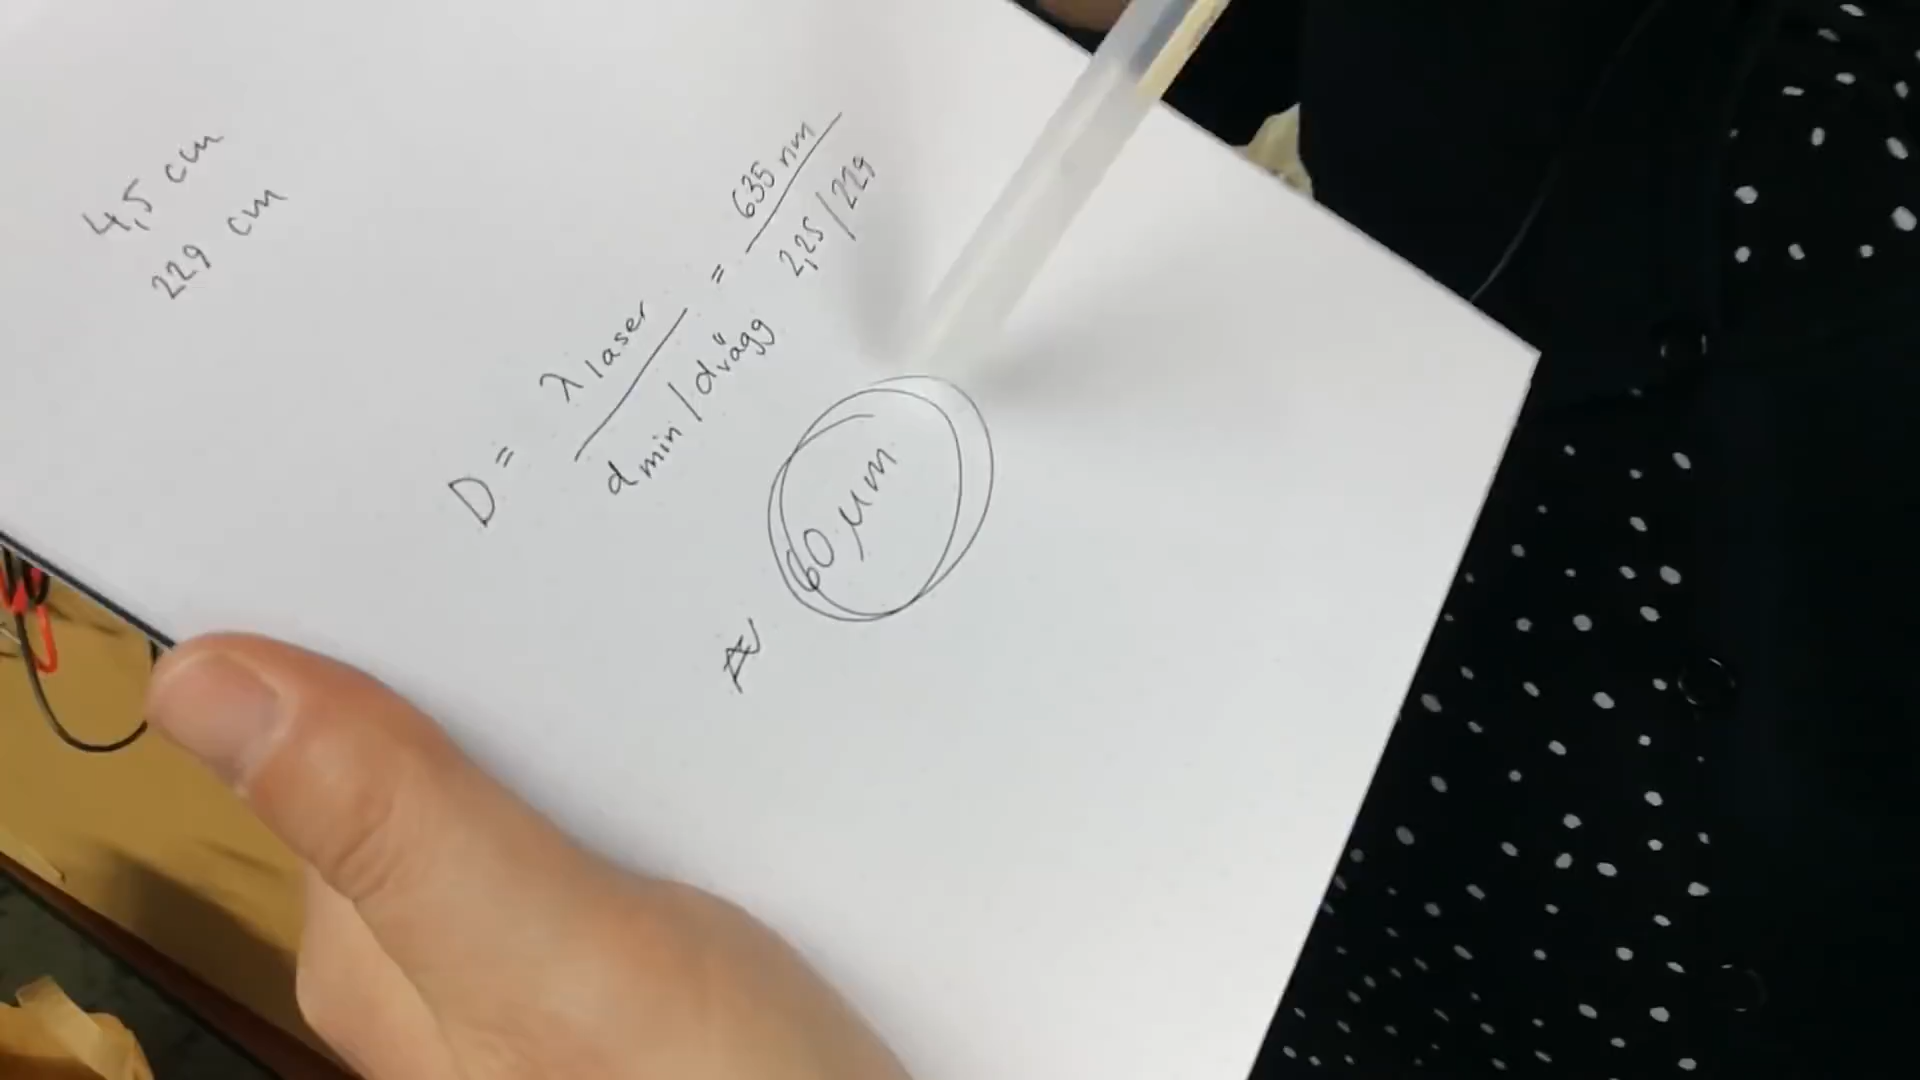 4,5 cm
229 cm
D = λlaser / dmin/dvägg = 635 nm / 2,25/229
≈ 60 μm